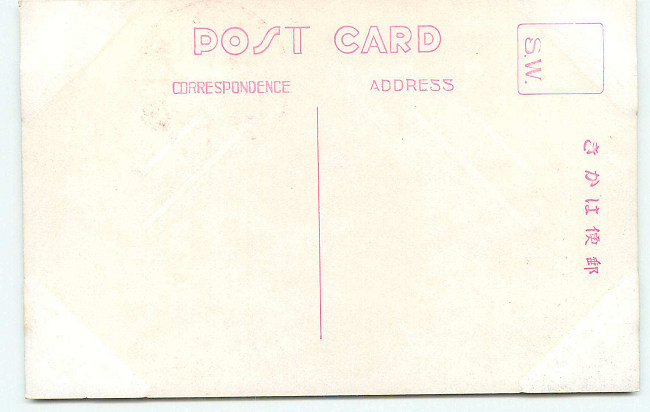 POST CARD
CORRESPONDENCE
ADDRESS
S.W.
郵便はかき